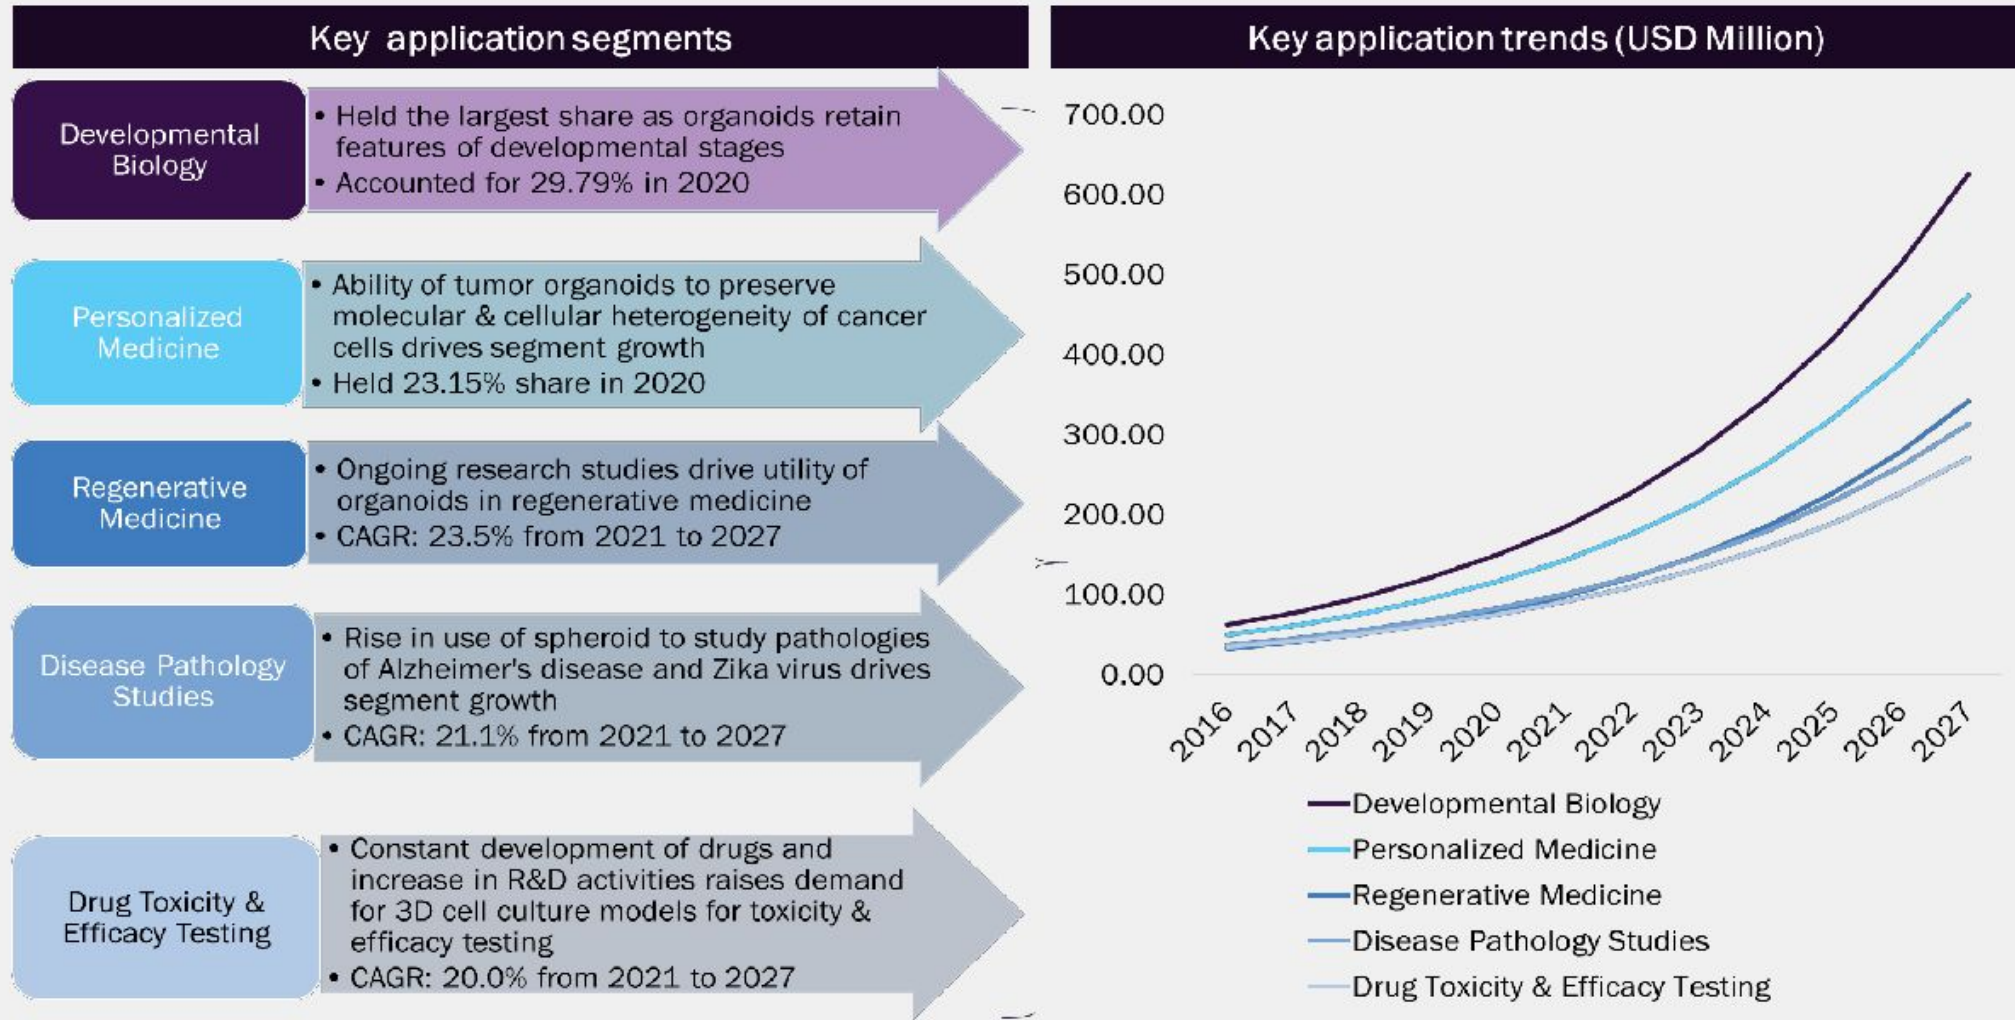 Key application segments
Developmental
Biology
• Held the largest share as organoids retain
features of developmental stages
• Accounted for 29.79% in 2020
Personalized
Medicine
• Ability of tumor organoids to preserve
molecular & cellular heterogeneity of cancer
cells drives segment growth
• Held 23.15% share in 2020
Regenerative
Medicine
• Ongoing research studies drive utility of
organoids in regenerative medicine
• CAGR: 23.5% from 2021 to 2027
Disease Pathology
Studies
• Rise in use of spheroid to study pathologies
of Alzheimer's disease and Zika virus drives
segment growth
• CAGR: 21.1% from 2021 to 2027
Drug Toxicity &
Efficacy Testing
• Constant development of drugs and
increase in R&D activities raises demand
for 3D cell culture models for toxicity &
efficacy testing
• CAGR: 20.0% from 2021 to 2027
Key application trends (USD Million)
700.00
600.00
500.00
400.00
300.00
200.00
100.00
0.00
2016
2017
2018
2019
2020
2021
2022
2023
2024
2025
2026
2027
Developmental Biology
Personalized Medicine
Regenerative Medicine
Disease Pathology Studies
Drug Toxicity & Efficacy Testing